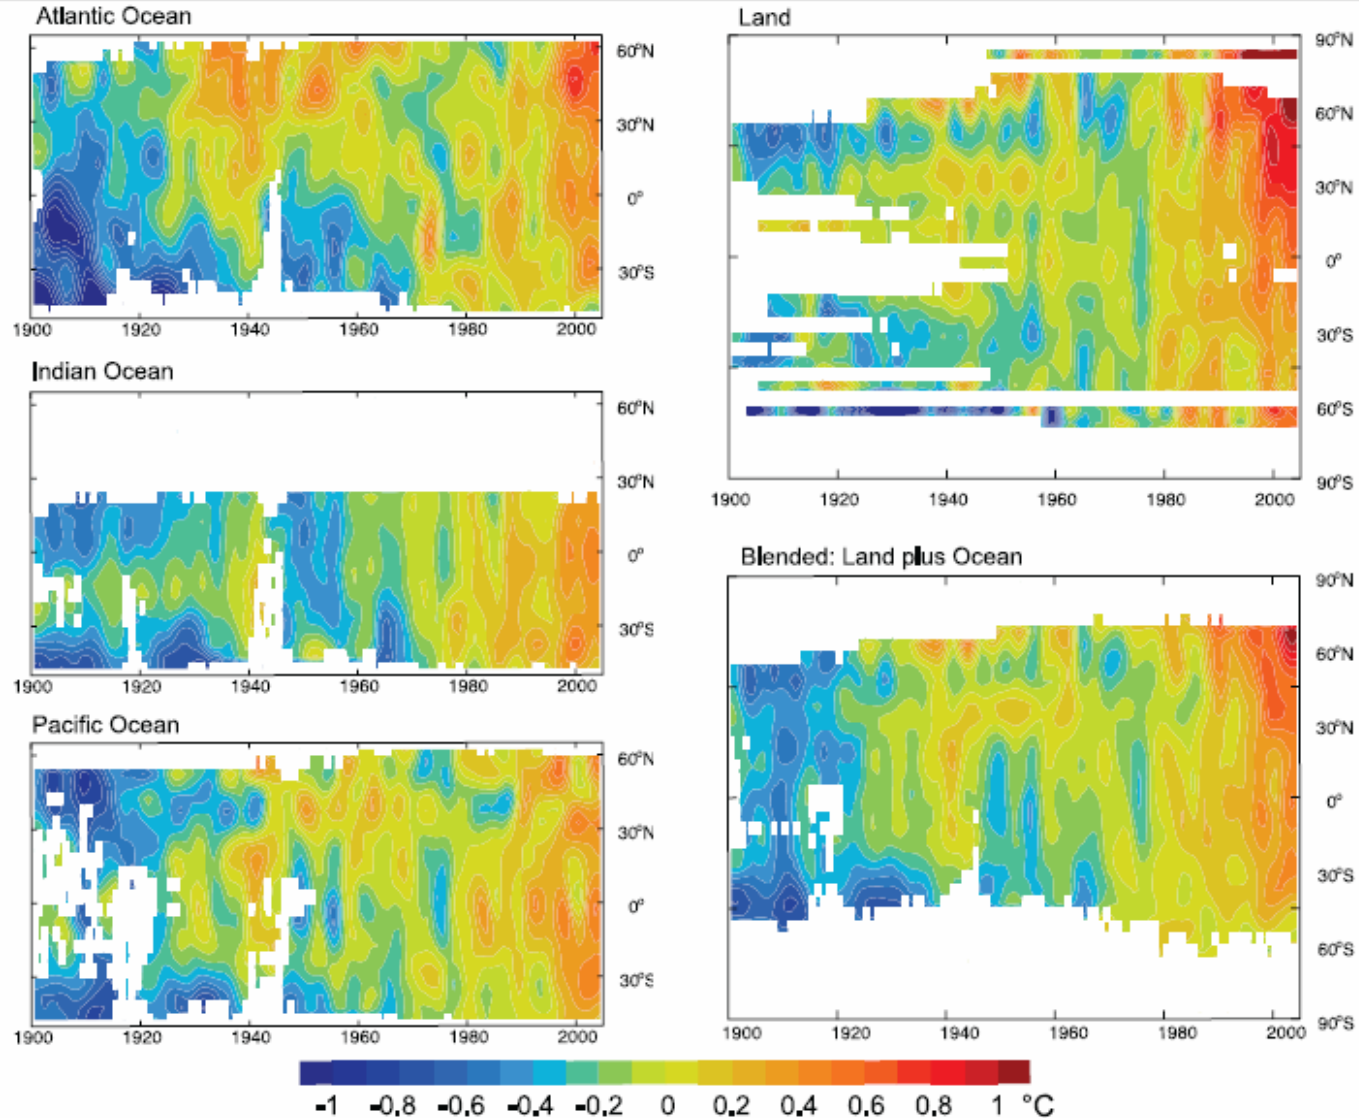 Atlantic Ocean
60°N
30°N
0°
30°S
1900 1920 1940 1960 1980 2000
Indian Ocean
60°N
30°N
0°
30°S
1900 1920 1940 1960 1980 2000
Pacific Ocean
60°N
30°N
0°
30°S
1900 1920 1940 1960 1980 2000
Land
90°N
60°N
30°N
0°
30°S
60°S
90°S
1900 1920 1940 1960 1980 2000
Blended: Land plus Ocean
90°N
60°N
30°N
0°
30°S
60°S
90°S
1900 1920 1940 1960 1980 2000
-1 -0.8 -0.6 -0.4 -0.2 0 0.2 0.4 0.6 0.8 1 °C